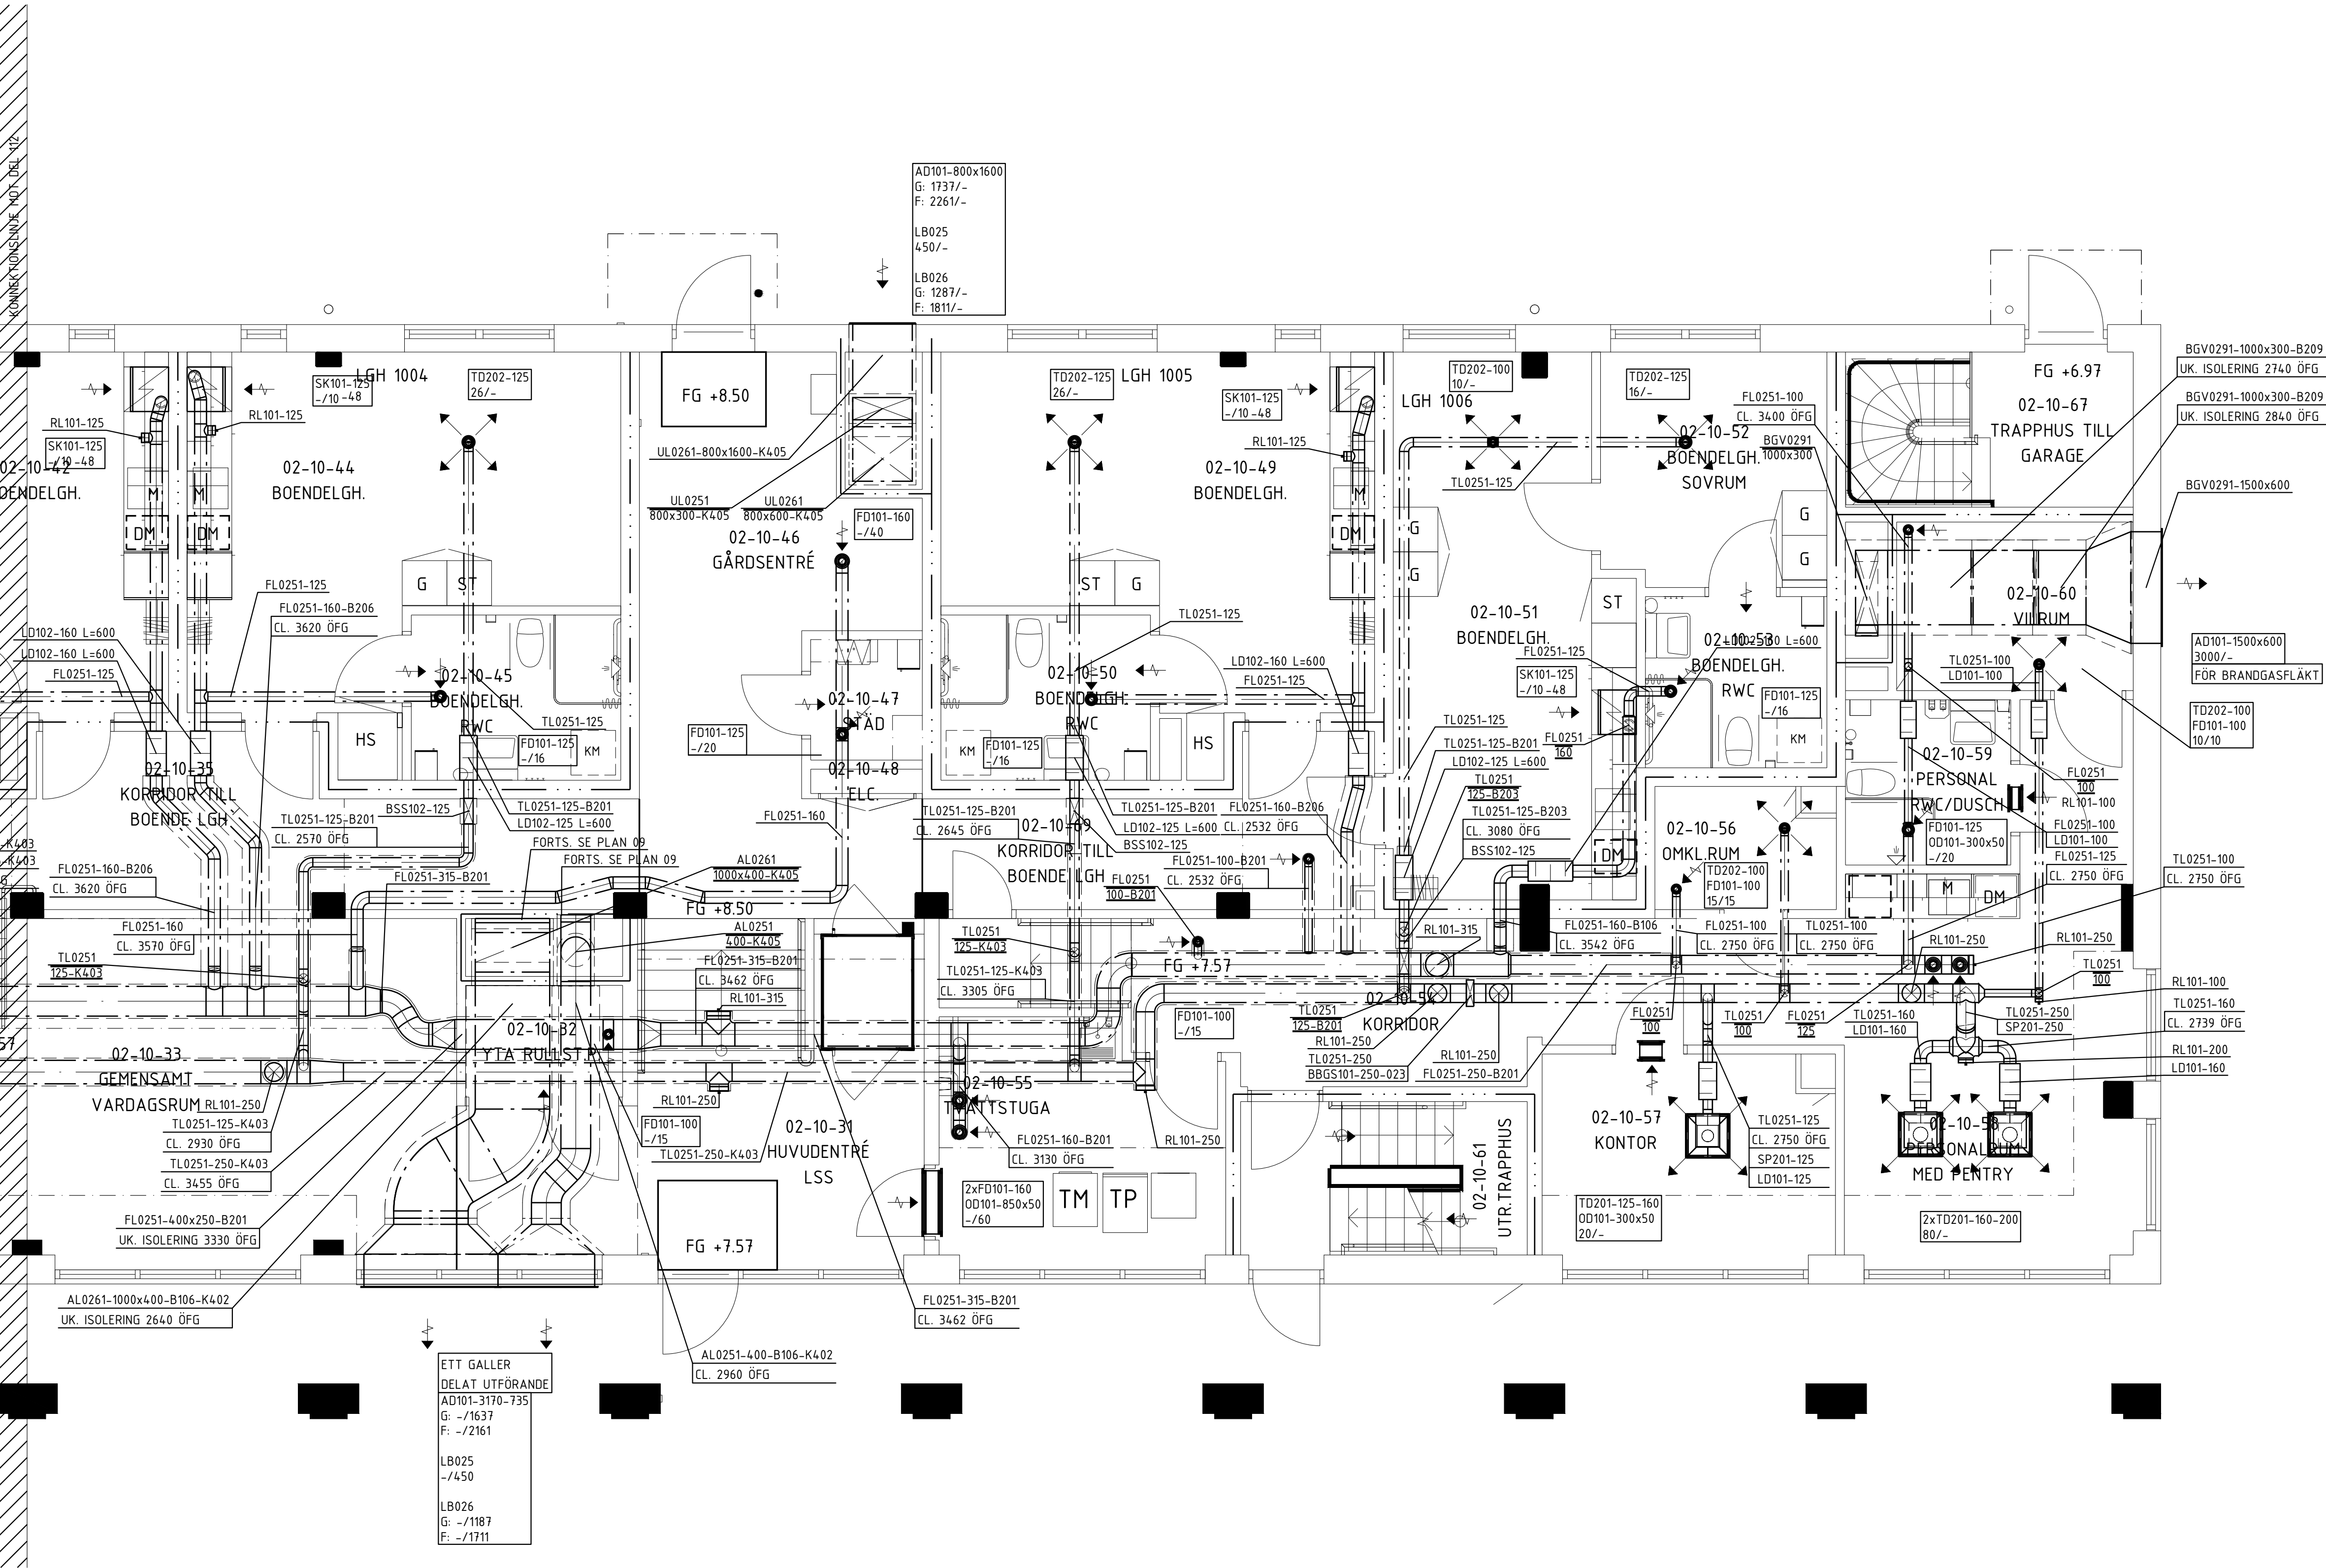 KONNEKTIONSLINJE MOT DEL 112
AD101-800x1600
G: 1737/-
F: 2261/-
LB025
450/-
LB026
G: 1287/-
F: 1811/-
LGH 1004
SK101-125
-/10 -48
TD202-125
26/-
FG +8.50
TD202-125
26/-
LGH 1005
SK101-125
-/10 -48
LGH 1006
TD202-100
10/-
TD202-125
16/-
FL0251-100
CL. 3400 ÖFG
BGV0291
1000x300
FG +6.97
02-10-67
TRAPPHUS TILL
GARAGE
BGV0291-1000x300-B209
UK. ISOLERING 2740 ÖFG
BGV0291-1000x300-B209
UK. ISOLERING 2840 ÖFG
BGV0291-1500x600
RL101-125
RL101-125
SK101-125
-/10 -48
02-10-42
BOENDELGH.
02-10-44
BOENDELGH.
UL0261-800x1600-K405
UL0251
800x300-K405
UL0261
800x600-K405
FD101-160
-/40
02-10-46
GÅRDSENTRÉ
RL101-125
02-10-49
BOENDELGH.
TL0251-125
02-10-52
BOENDELGH.
SOVRUM
M
M
DM
DM
M
DM
G
G
G
G
G
ST
ST
G
ST
FL0251-125
FL0251-160-B206
CL. 3620 ÖFG
LD102-160 L=600
LD102-160 L=600
FL0251-125
02-10-45
BOENDELGH.
RWC
TL0251-125
FD101-125
-/16
KM
HS
02-10-47
STÄD
FD101-125
-/20
02-10-48
ELC.
TL0251-125
02-10-50
BOENDELGH.
RWC
FD101-125
-/16
KM
HS
LD102-160 L=600
FL0251-125
02-10-51
BOENDELGH.
FL0251-125
SK101-125
-/10 -48
FL0251
160
LD102-160 L=600
02-10-53
BOENDELGH.
RWC
FD101-125
-/16
KM
02-10-60
VILRUM
TL0251-100
LD101-100
AD101-1500x600
3000/-
FÖR BRANDGASFLÄKT
TD202-100
FD101-100
10/10
02-10-59
PERSONAL
RWC/DUSCH
FL0251
100
RL101-100
FL0251-100
LD101-100
FD101-125
OD101-300x50
-/20
FL0251-125
CL. 2750 ÖFG
TL0251-100
CL. 2750 ÖFG
02-10-35
KORRIDOR TILL
BOENDE LGH
TL0251-125-B201
CL. 2570 ÖFG
BSS102-125
TL0251-125-B201
LD102-125 L=600
FORTS. SE PLAN 09
FORTS. SE PLAN 09
FL0251-160
TL0251-125-B201
CL. 2645 ÖFG
02-10-69
KORRIDOR TILL
BOENDE LGH
TL0251-125-B201
LD102-125 L=600
BSS102-125
FL0251-160-B206
CL. 2532 ÖFG
FL0251-100-B201
CL. 2532 ÖFG
FL0251
100-B201
TL0251-125
TL0251-125-B201
LD102-125 L=600
TL0251
125-B203
TL0251-125-B203
CL. 3080 ÖFG
BSS102-125
DM
02-10-56
OMKL.RUM
TD202-100
FD101-100
15/15
M
DM
-K403
-K403
FL0251-160-B206
CL. 3620 ÖFG
FL0251-315-B201
AL0261
1000x400-K405
FG +8.50
AL0251
400-K405
FL0251-160
CL. 3570 ÖFG
TL0251
125-K403
FL0251-315-B201
CL. 3462 ÖFG
RL101-315
TL0251
125-K403
TL0251-125-K403
CL. 3305 ÖFG
FG +7.57
RL101-315
FL0251-160-B106
CL. 3542 ÖFG
FL0251-100
CL. 2750 ÖFG
TL0251-100
CL. 2750 ÖFG
RL101-250
RL101-250
TL0251
100
RL101-100
TL0251-160
CL. 2739 ÖFG
RL101-200
LD101-160
57
02-10-33
GEMENSAMT
VARDAGSRUM
RL101-250
02-10-32
YTA RULLST.P
FD101-100
-/15
RL101-250
TL0251-250-K403
02-10-31
HUVUDENTRÉ
LSS
02-10-55
TVÄTTSTUGA
FL0251-160-B201
CL. 3130 ÖFG
FD101-100
-/15
RL101-250
TL0251
125-B201
02-10-54
KORRIDOR
RL101-250
TL0251-250
BBGS101-250-023
RL101-250
FL0251-250-B201
FL0251
100
TL0251
100
FL0251
125
TL0251-160
LD101-160
TL0251-250
SP201-250
TL0251-125-K403
CL. 2930 ÖFG
TL0251-250-K403
CL. 3455 ÖFG
FL0251-400x250-B201
UK. ISOLERING 3330 ÖFG
AL0261-1000x400-B106-K402
UK. ISOLERING 2640 ÖFG
FG +7.57
2xFD101-160
OD101-850x50
-/60
TM
TP
02-10-61
UTR.TRAPPHUS
02-10-57
KONTOR
TL0251-125
CL. 2750 ÖFG
SP201-125
LD101-125
TD201-125-160
OD101-300x50
20/-
02-10-58
PERSONALRUM
MED PENTRY
2xTD201-160-200
80/-
FL0251-315-B201
CL. 3462 ÖFG
AL0251-400-B106-K402
CL. 2960 ÖFG
ETT GALLER
DELAT UTFÖRANDE
AD101-3170-735
G: -/1637
F: -/2161
LB025
-/450
LB026
G: -/1187
F: -/1711